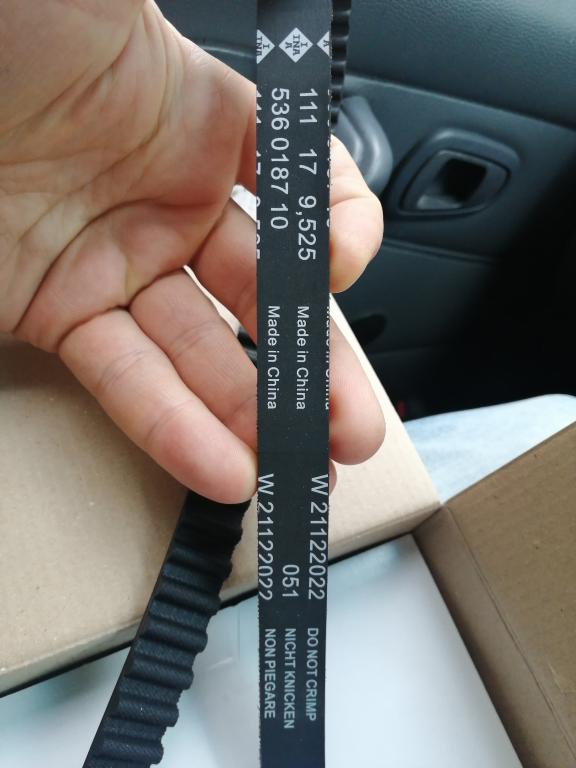 INA
111 17 9,525
536 0187 10
Made in China
Made in China
W 21122022
051
W 21122022
DO NOT CRIMP
NICHT KNICKEN
NON PIEGARE